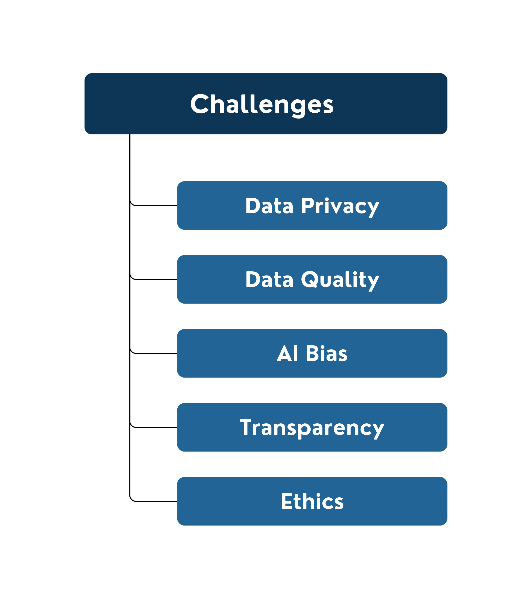 Challenges
Data Privacy
Data Quality
AI Bias
Transparency
Ethics